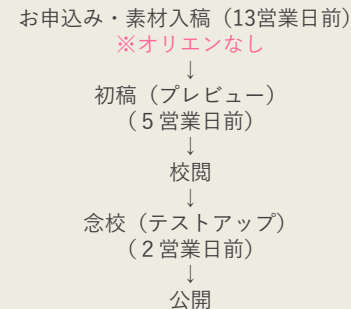 お申込み・素材入稿（13営業日前）
※オリエンなし
↓
初稿（プレビュー）
（５営業日前）
↓
校閲
↓
念校（テストアップ）
（２営業日前）
↓
公開